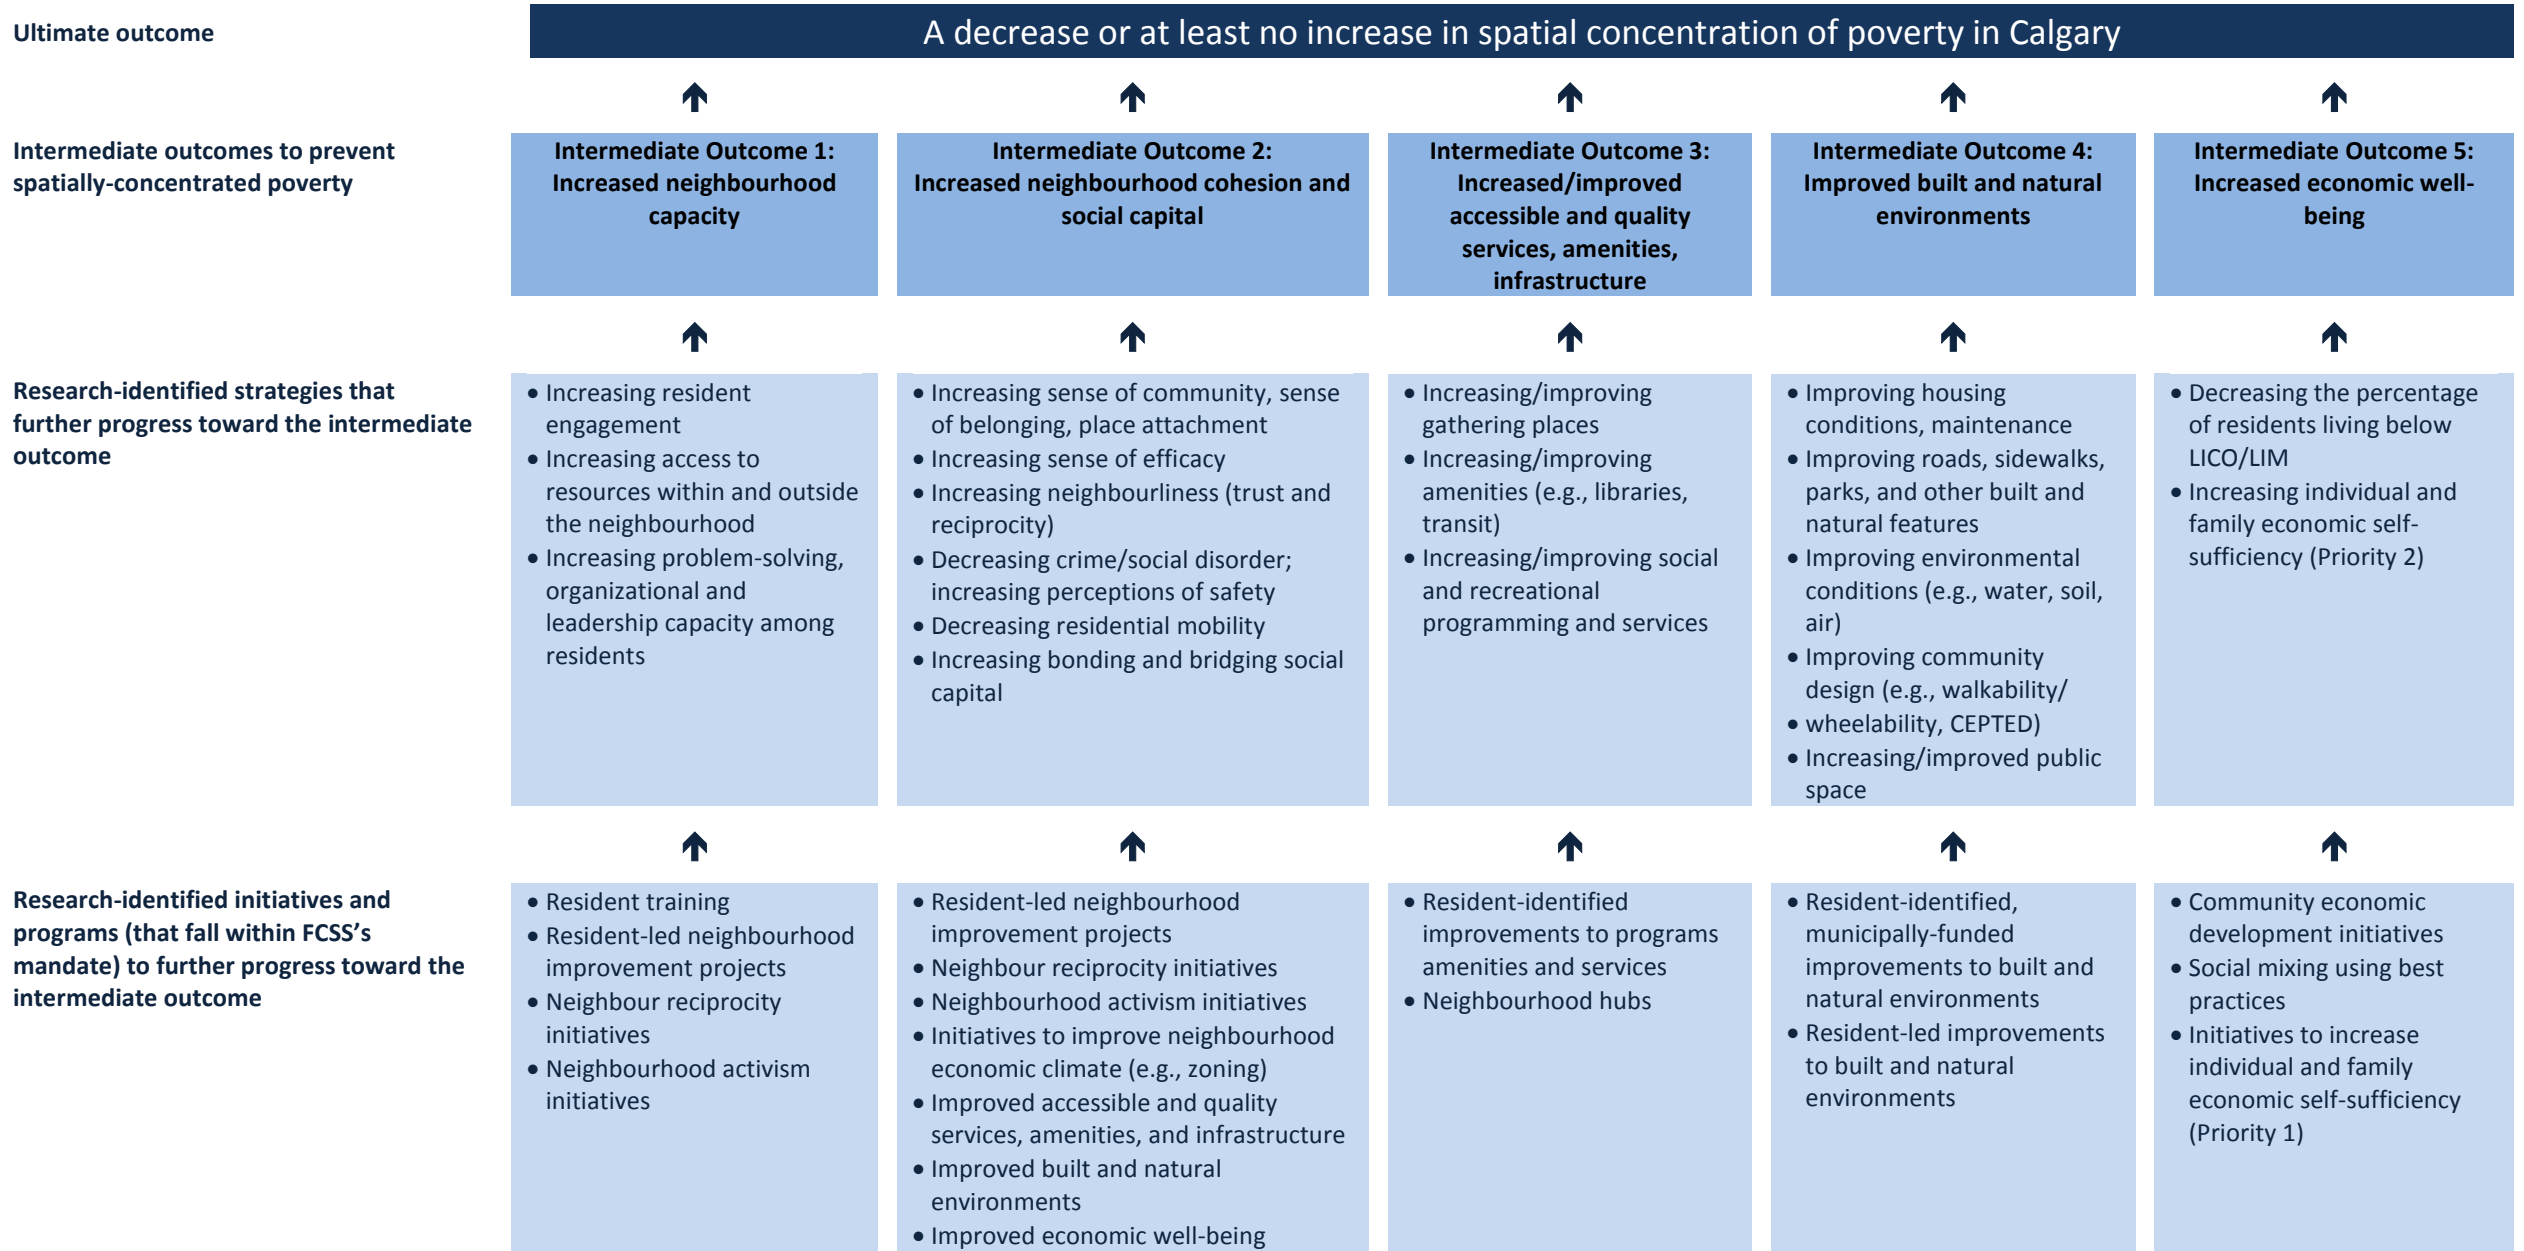 Ultimate outcome
A decrease or at least no increase in spatial concentration of poverty in Calgary
Intermediate outcomes to prevent
spatially-concentrated poverty
Intermediate Outcome 1:
Increased neighbourhood
capacity
Intermediate Outcome 2:
Increased neighbourhood cohesion and
social capital
Intermediate Outcome 3:
Increased/improved
accessible and quality
services, amenities,
infrastructure
Intermediate Outcome 4:
Improved built and natural
environments
Intermediate Outcome 5:
Increased economic well-
being
Research-identified strategies that
further progress toward the intermediate
outcome
• Increasing resident
engagement
• Increasing access to
resources within and outside
the neighbourhood
• Increasing problem-solving,
organizational and
leadership capacity among
residents
• Increasing sense of community, sense
of belonging, place attachment
• Increasing sense of efficacy
• Increasing neighbourliness (trust and
reciprocity)
• Decreasing crime/social disorder;
increasing perceptions of safety
• Decreasing residential mobility
• Increasing bonding and bridging social
capital
• Increasing/improving
gathering places
• Increasing/improving
amenities (e.g., libraries,
transit)
• Increasing/improving social
and recreational
programming and services
• Improving housing
conditions, maintenance
• Improving roads, sidewalks,
parks, and other built and
natural features
• Improving environmental
conditions (e.g., water, soil,
air)
• Improving community
design (e.g., walkability/
• wheelability, CEPTED)
• Increasing/improved public
space
• Decreasing the percentage
of residents living below
LICO/LIM
• Increasing individual and
family economic self-
sufficiency (Priority 2)
Research-identified initiatives and
programs (that fall within FCSS’s
mandate) to further progress toward the
intermediate outcome
• Resident training
• Resident-led neighbourhood
improvement projects
• Neighbour reciprocity
initiatives
• Neighbourhood activism
initiatives
• Resident-led neighbourhood
improvement projects
• Neighbour reciprocity initiatives
• Neighbourhood activism initiatives
• Initiatives to improve neighbourhood
economic climate (e.g., zoning)
• Improved accessible and quality
services, amenities, and infrastructure
• Improved built and natural
environments
• Improved economic well-being
• Resident-identified
improvements to programs
amenities and services
• Neighbourhood hubs
• Resident-identified,
municipally-funded
improvements to built and
natural environments
• Resident-led improvements
to built and natural
environments
• Community economic
development initiatives
• Social mixing using best
practices
• Initiatives to increase
individual and family
economic self-sufficiency
(Priority 1)